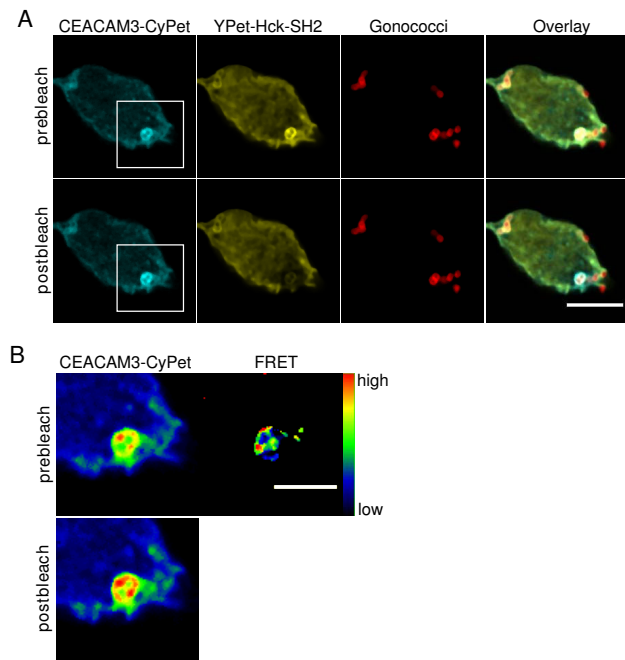 A
CEACAM3-CyPet YPet-Hck-SH2 Gonococci Overlay
prebleach
postbleach
B
CEACAM3-CyPet FRET
prebleach
high
low
postbleach